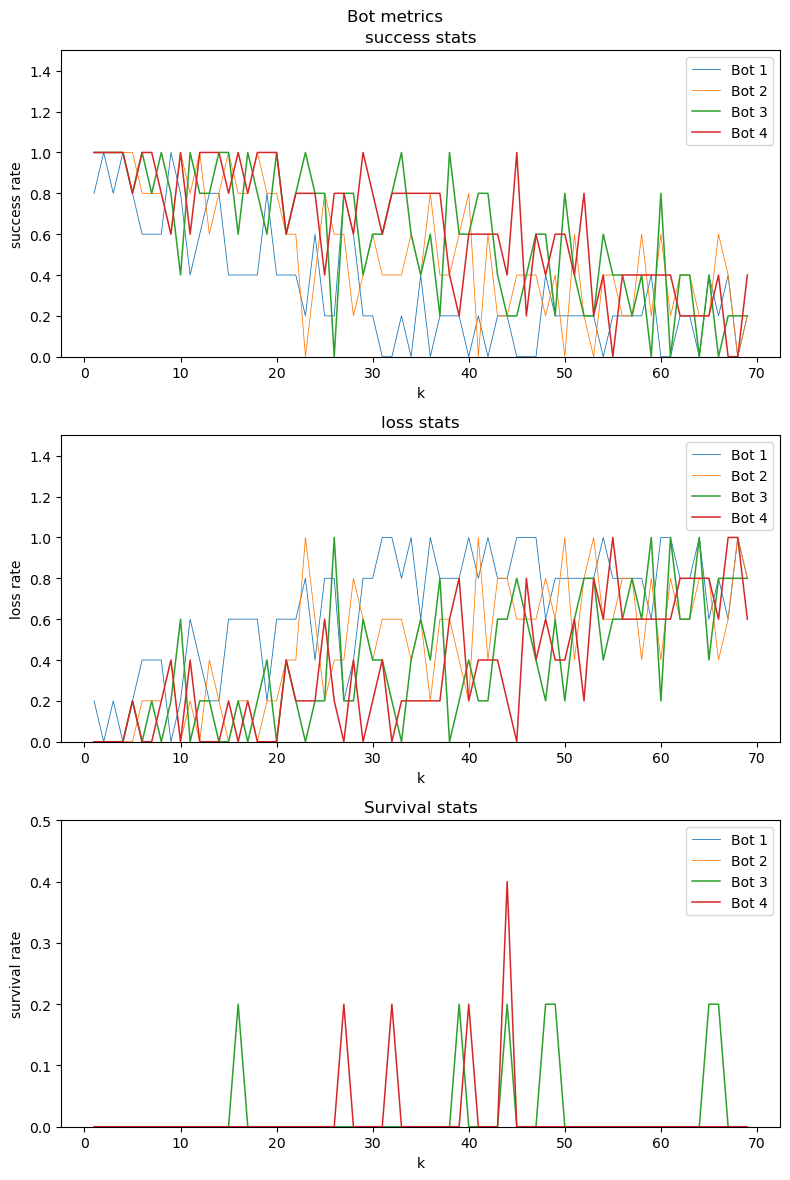 Bot metrics
success stats
1.4
1.2
1.0
0.8
0.6
0.4
0.2
0.0
success rate
Bot 1
Bot 2
Bot 3
Bot 4
0 10 20 30 40 50 60 70
k
loss stats
1.4
1.2
1.0
0.8
0.6
0.4
0.2
0.0
loss rate
Bot 1
Bot 2
Bot 3
Bot 4
0 10 20 30 40 50 60 70
k
Survival stats
0.5
0.4
0.3
0.2
0.1
0.0
survival rate
Bot 1
Bot 2
Bot 3
Bot 4
0 10 20 30 40 50 60 70
k